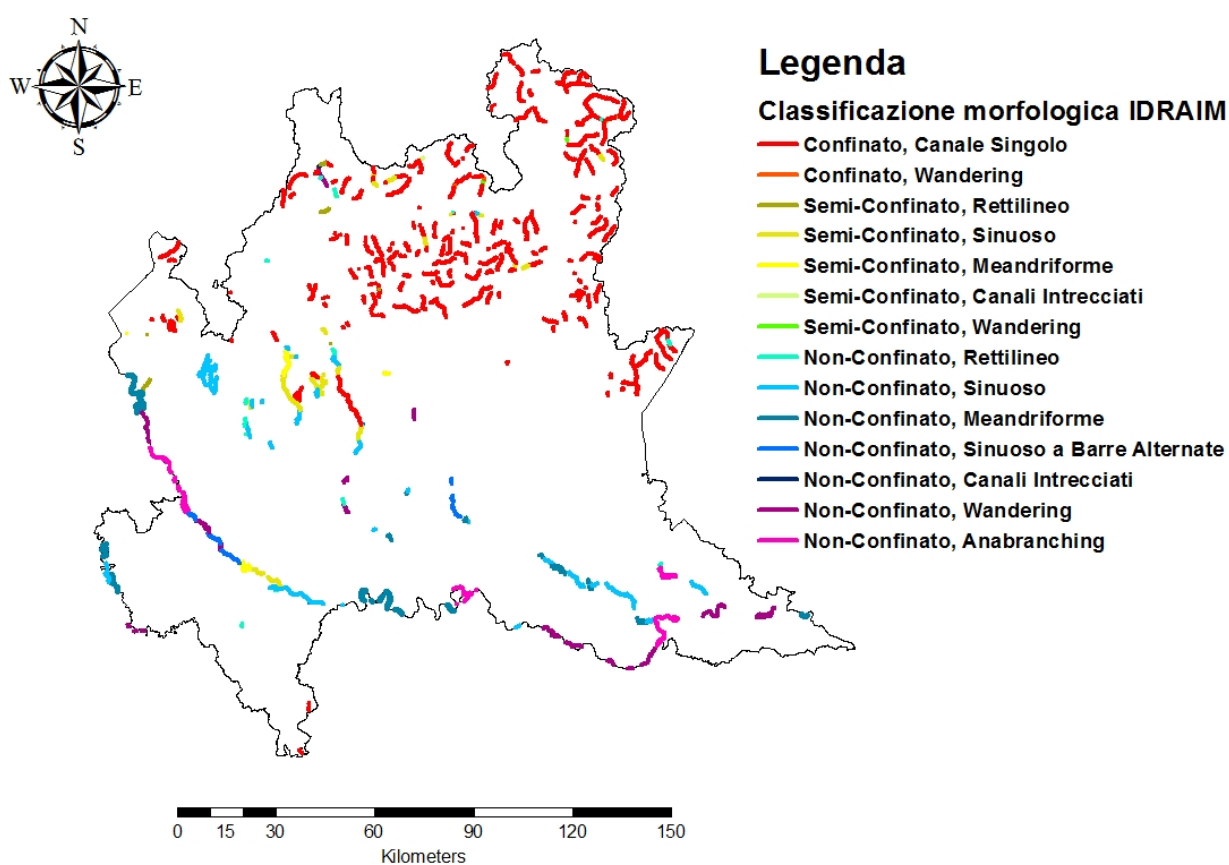 N
W E
S
Legenda
Classificazione morfologica IDRAIM
Confinato, Canale Singolo
Confinato, Wandering
Semi-Confinato, Rettilineo
Semi-Confinato, Sinuoso
Semi-Confinato, Meandriforme
Semi-Confinato, Canali Intrecciati
Semi-Confinato, Wandering
Non-Confinato, Rettilineo
Non-Confinato, Sinuoso
Non-Confinato, Meandriforme
Non-Confinato, Sinuoso a Barre Alternate
Non-Confinato, Canali Intrecciati
Non-Confinato, Wandering
Non-Confinato, Anabranching
0 15 30 60 90 120 150
Kilometers